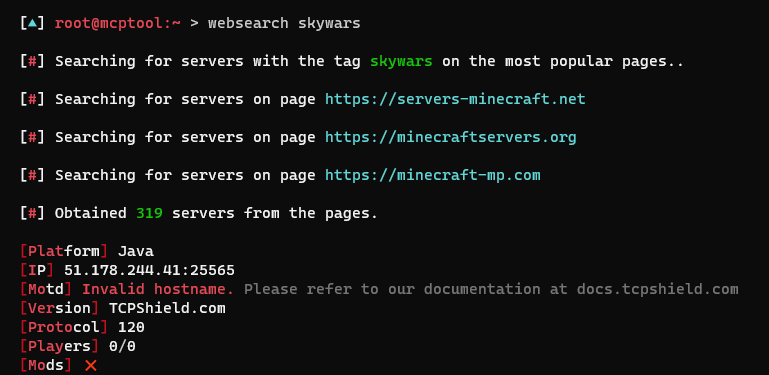 [▲] root@mcptool:~ > websearch skywars
[#] Searching for servers with the tag skywars on the most popular pages..
[#] Searching for servers on page https://servers-minecraft.net
[#] Searching for servers on page https://minecraftservers.org
[#] Searching for servers on page https://minecraft-mp.com
[#] Obtained 319 servers from the pages.
[Platform] Java
[IP] 51.178.244.41:25565
[Motd] Invalid hostname. Please refer to our documentation at docs.tcpshield.com
[Version] TCPShield.com
[Protocol] 120
[Players] 0/0
[Mods] ❌